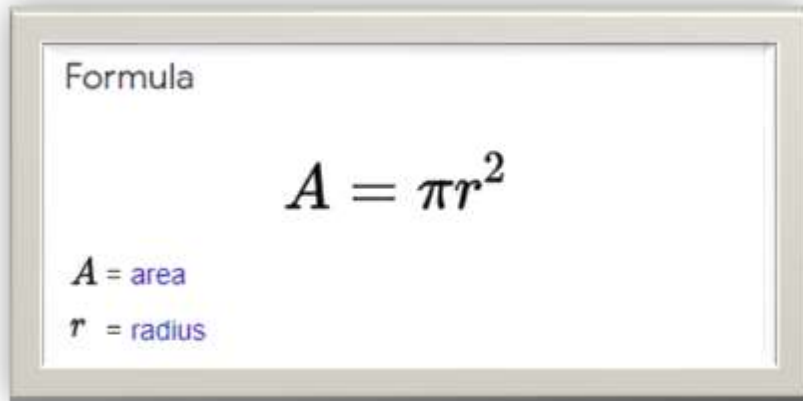 Formula
A = πr²
A = area
r = radius